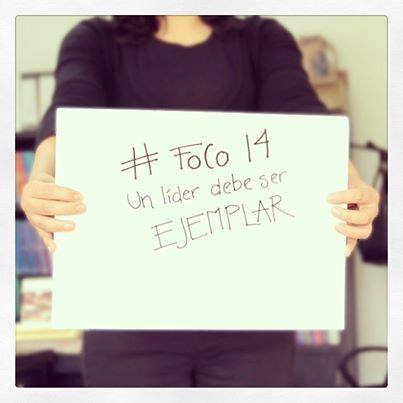 # FoCo 14
Un líder debe ser
EJEMPLAR